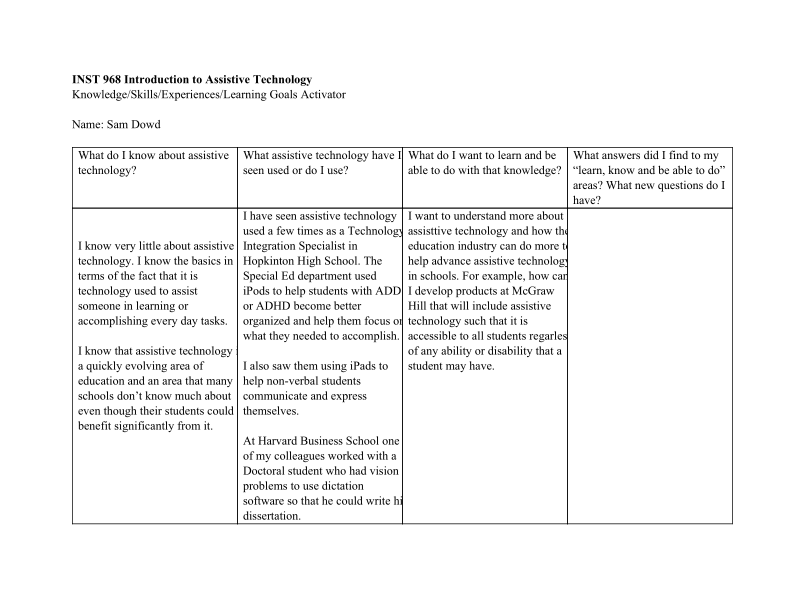 INST 968 Introduction to Assistive Technology
Knowledge/Skills/Experiences/Learning Goals Activator
Name: Sam Dowd
What do I know about assistive
technology?
What assistive technology have I
seen used or do I use?
What do I want to learn and be
able to do with that knowledge?
What answers did I find to my
“learn, know and be able to do”
areas? What new questions do I
have?
I know very little about assistive
technology. I know the basics in
terms of the fact that it is
technology used to assist
someone in learning or
accomplishing every day tasks.
I know that assistive technology i
a quickly evolving area of
education and an area that many
schools don’t know much about
even though their students could
benefit significantly from it.
I have seen assistive technology
used a few times as a Technology
Integration Specialist in
Hopkinton High School. The
Special Ed department used
iPods to help students with ADD
or ADHD become better
organized and help them focus on
what they needed to accomplish.
I also saw them using iPads to
help non-verbal students
communicate and express
themselves.
At Harvard Business School one
of my colleagues worked with a
Doctoral student who had vision
problems to use dictation
software so that he could write hi
dissertation.
I want to understand more about
assisttive technology and how the
education industry can do more to
help advance assistive technology
in schools. For example, how can
I develop products at McGraw
Hill that will include assistive
technology such that it is
accessible to all students regarles
of any ability or disability that a
student may have.